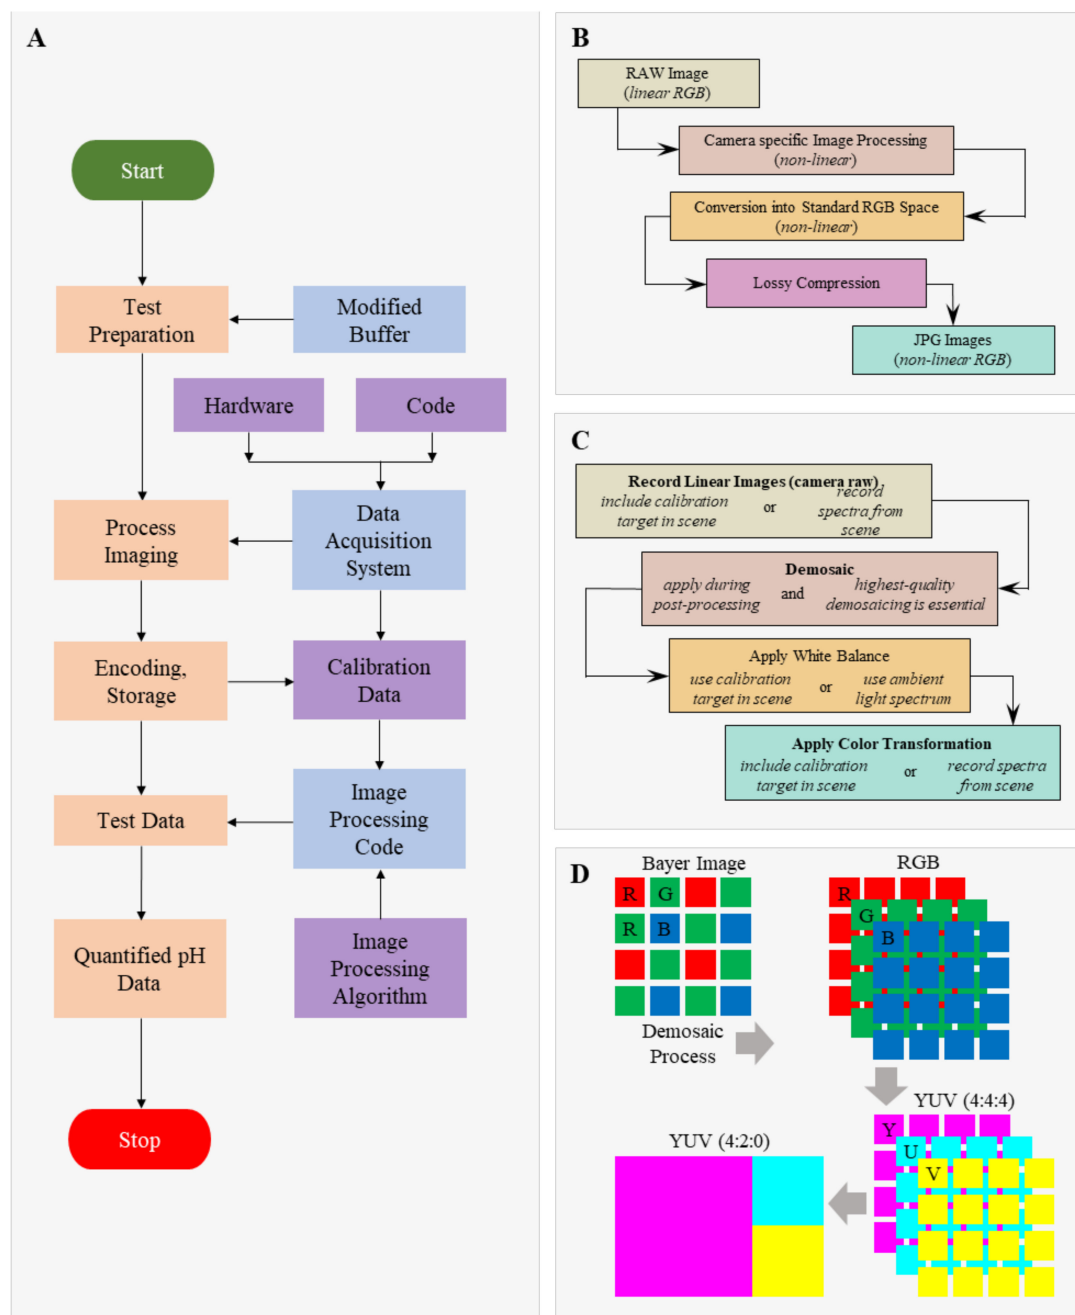 A
Start
Test
Preparation
Modified
Buffer
Hardware
Code
Process
Imaging
Data
Acquisition
System
Encoding,
Storage
Calibration
Data
Test Data
Image
Processing
Code
Quantified pH
Data
Image
Processing
Algorithm
Stop
B
RAW Image
(linear RGB)
Camera specific Image Processing
(non-linear)
Conversion into Standard RGB Space
(non-linear)
Lossy Compression
JPG Images
(non-linear RGB)
C
Record Linear Images (camera raw)
include calibration
target in scene
or
record
spectra from
scene
Demosaic
apply during
post-processing
and
highest-quality
demosaicing is essential
Apply White Balance
use calibration
target in scene
or
use ambient
light spectrum
Apply Color Transformation
include calibration
target in scene
or
record spectra
from scene
D
Bayer Image
R G
R B
Demosaic
Process
RGB
R
G
B
YUV (4:4:4)
Y
U
V
YUV (4:2:0)